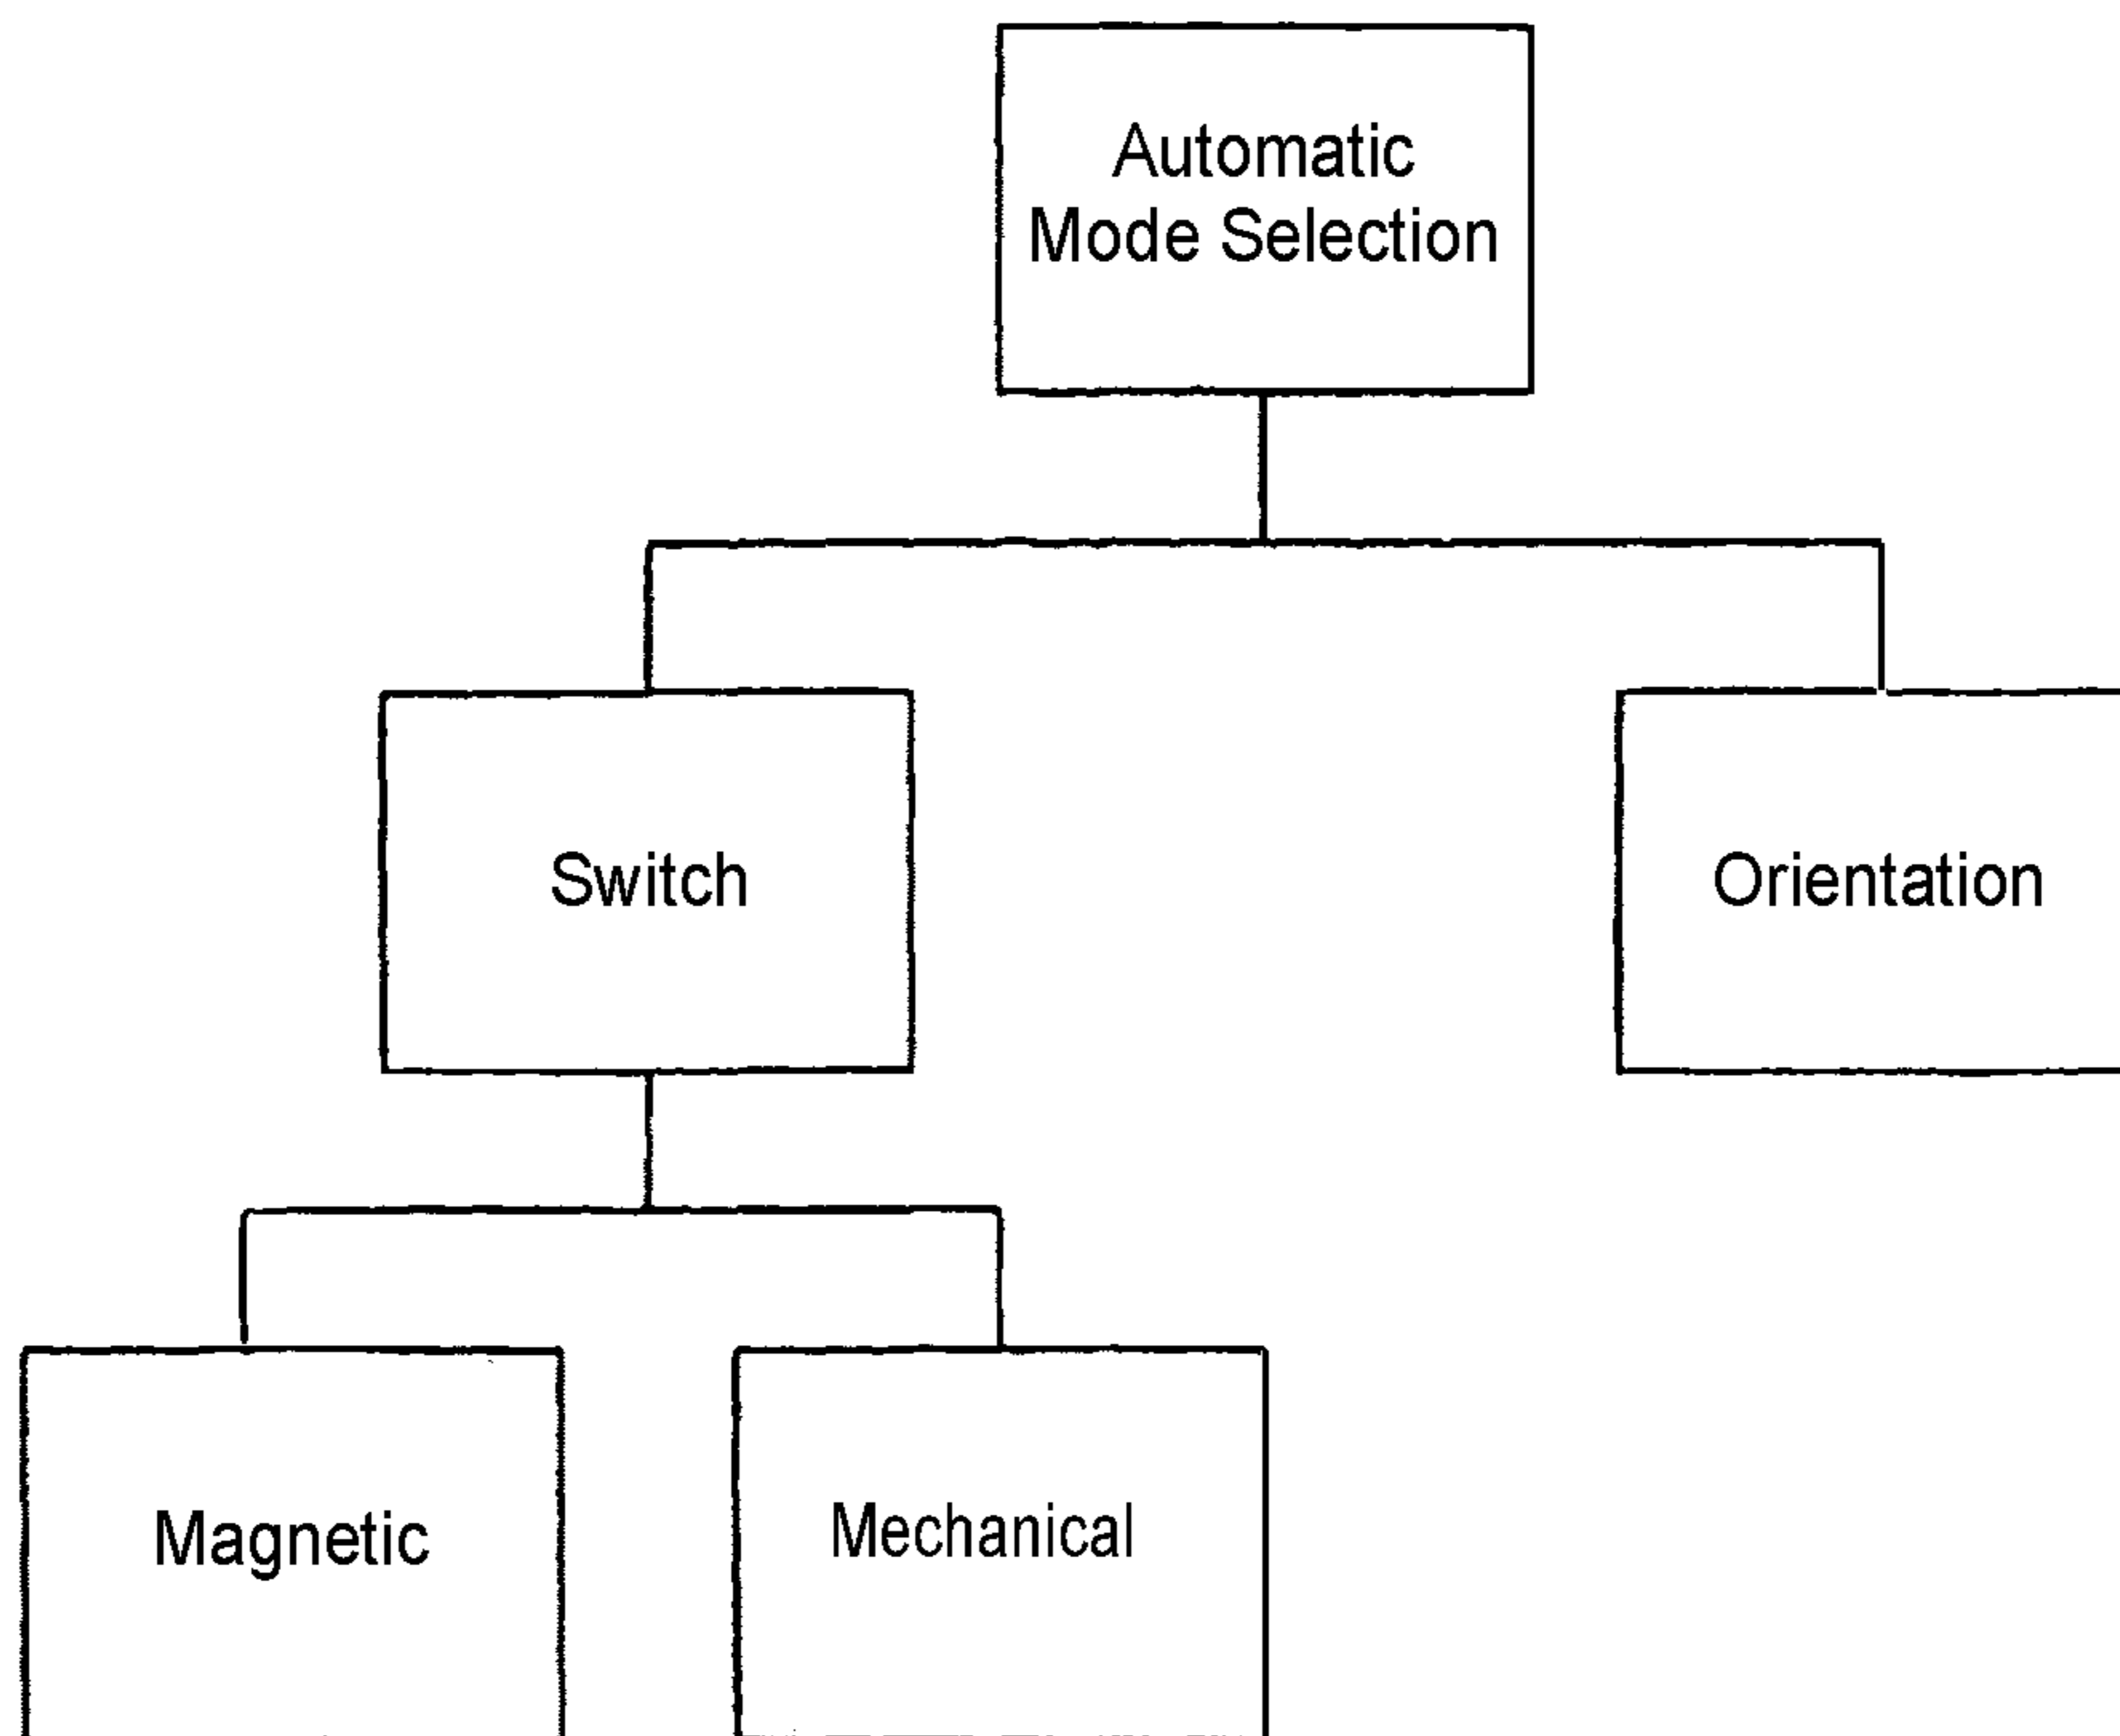 Automatic
Mode Selection
Switch
Orientation
Magnetic
Mechanical